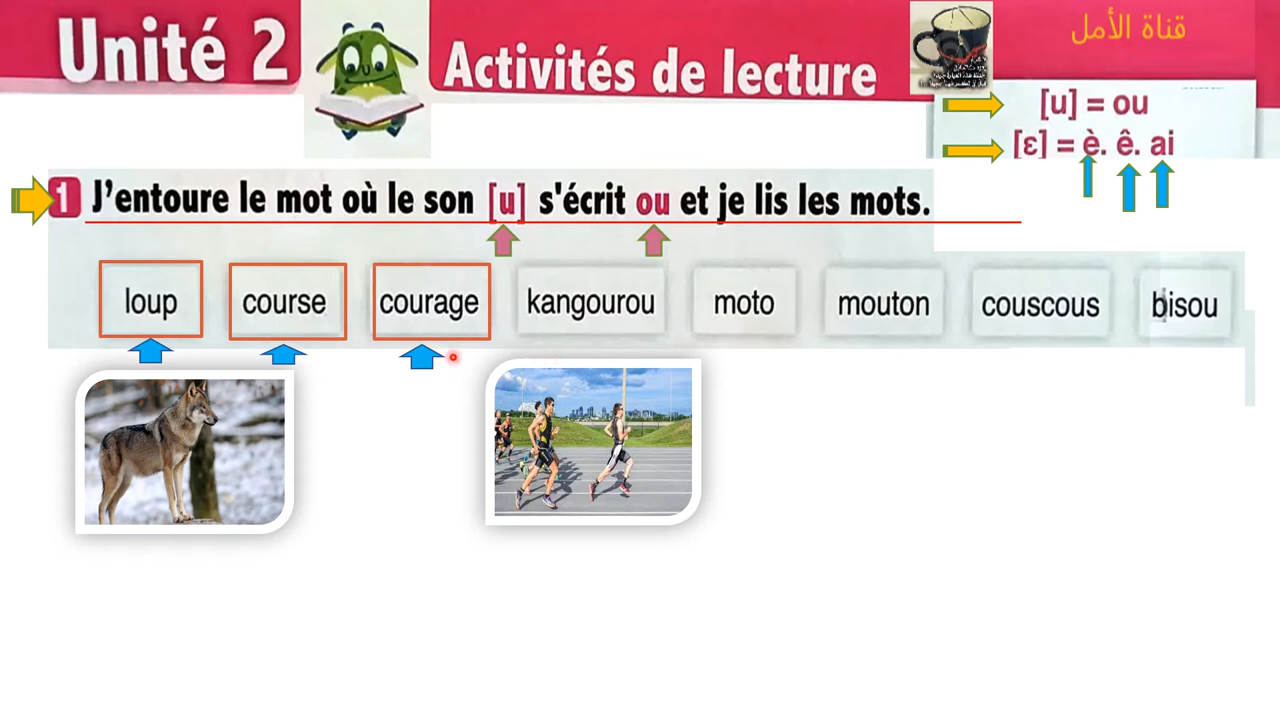 Unité 2
Activités de lecture
قناة الأمل
[u] = ou
[ɛ] = è. ê. ai
1 J'entoure le mot où le son [u] s'écrit ou et je lis les mots.
loup course courage kangourou moto mouton couscous bisou